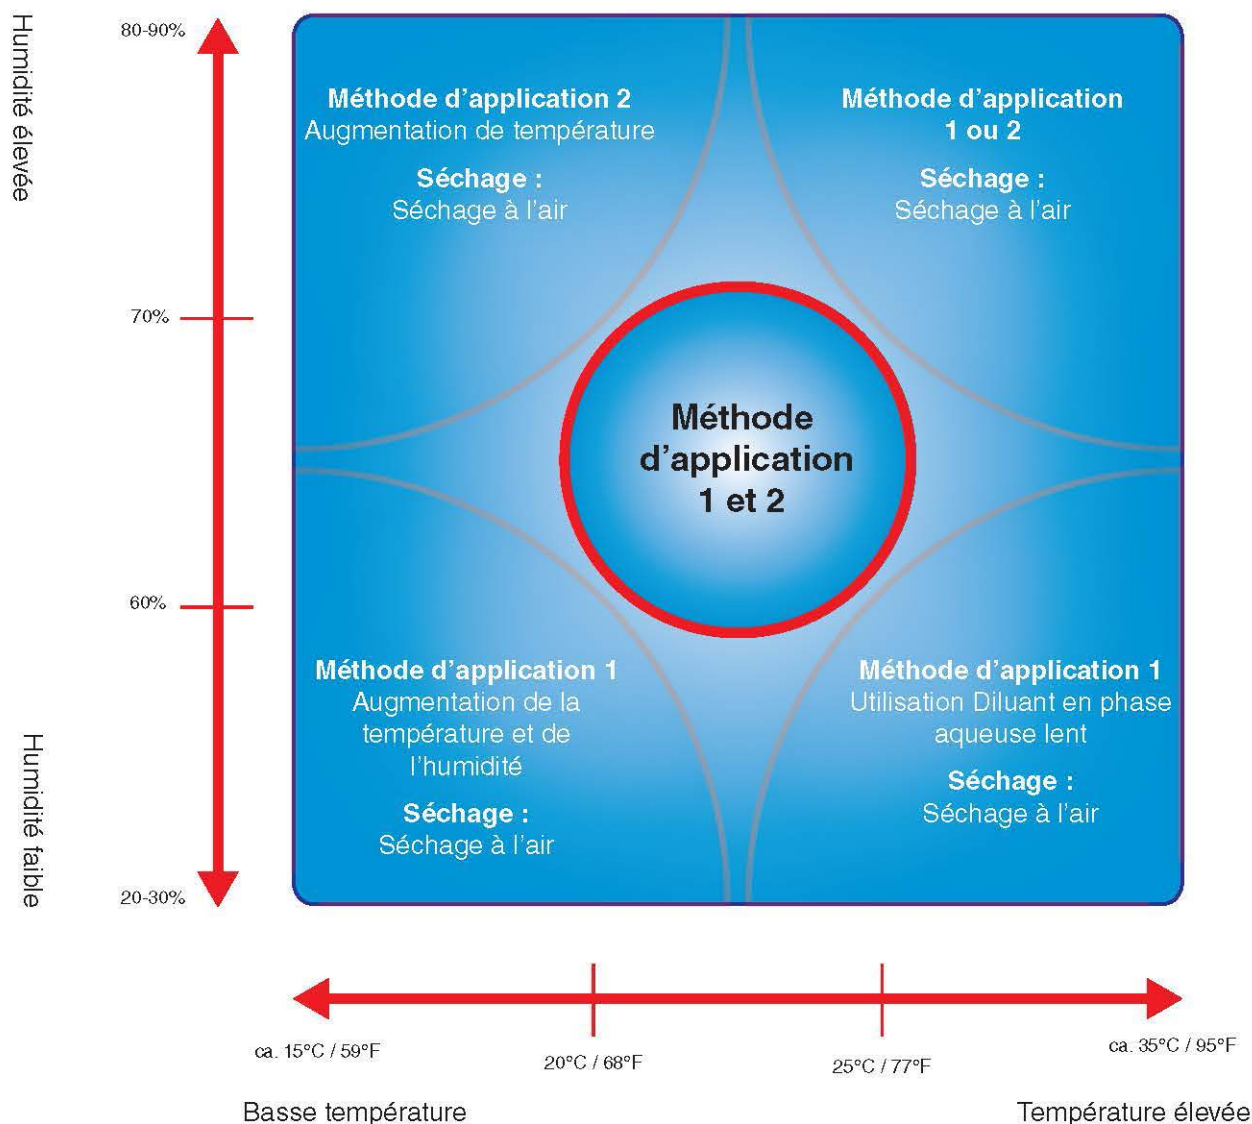 Humidité élevée
80-90%
70%
60%
20-30%
Humidité faible
Méthode d'application 2
Augmentation de température
Séchage :
Séchage à l'air
Méthode d'application
1 ou 2
Séchage :
Séchage à l'air
Méthode
d'application
1 et 2
Méthode d'application 1
Augmentation de la
température et de
l'humidité
Séchage :
Séchage à l'air
Méthode d'application 1
Utilisation Diluant en phase
aqueuse lent
Séchage :
Séchage à l'air
ca. 15°C / 59°F
20°C / 68°F
25°C / 77°F
ca. 35°C / 95°F
Basse température
Température élevée